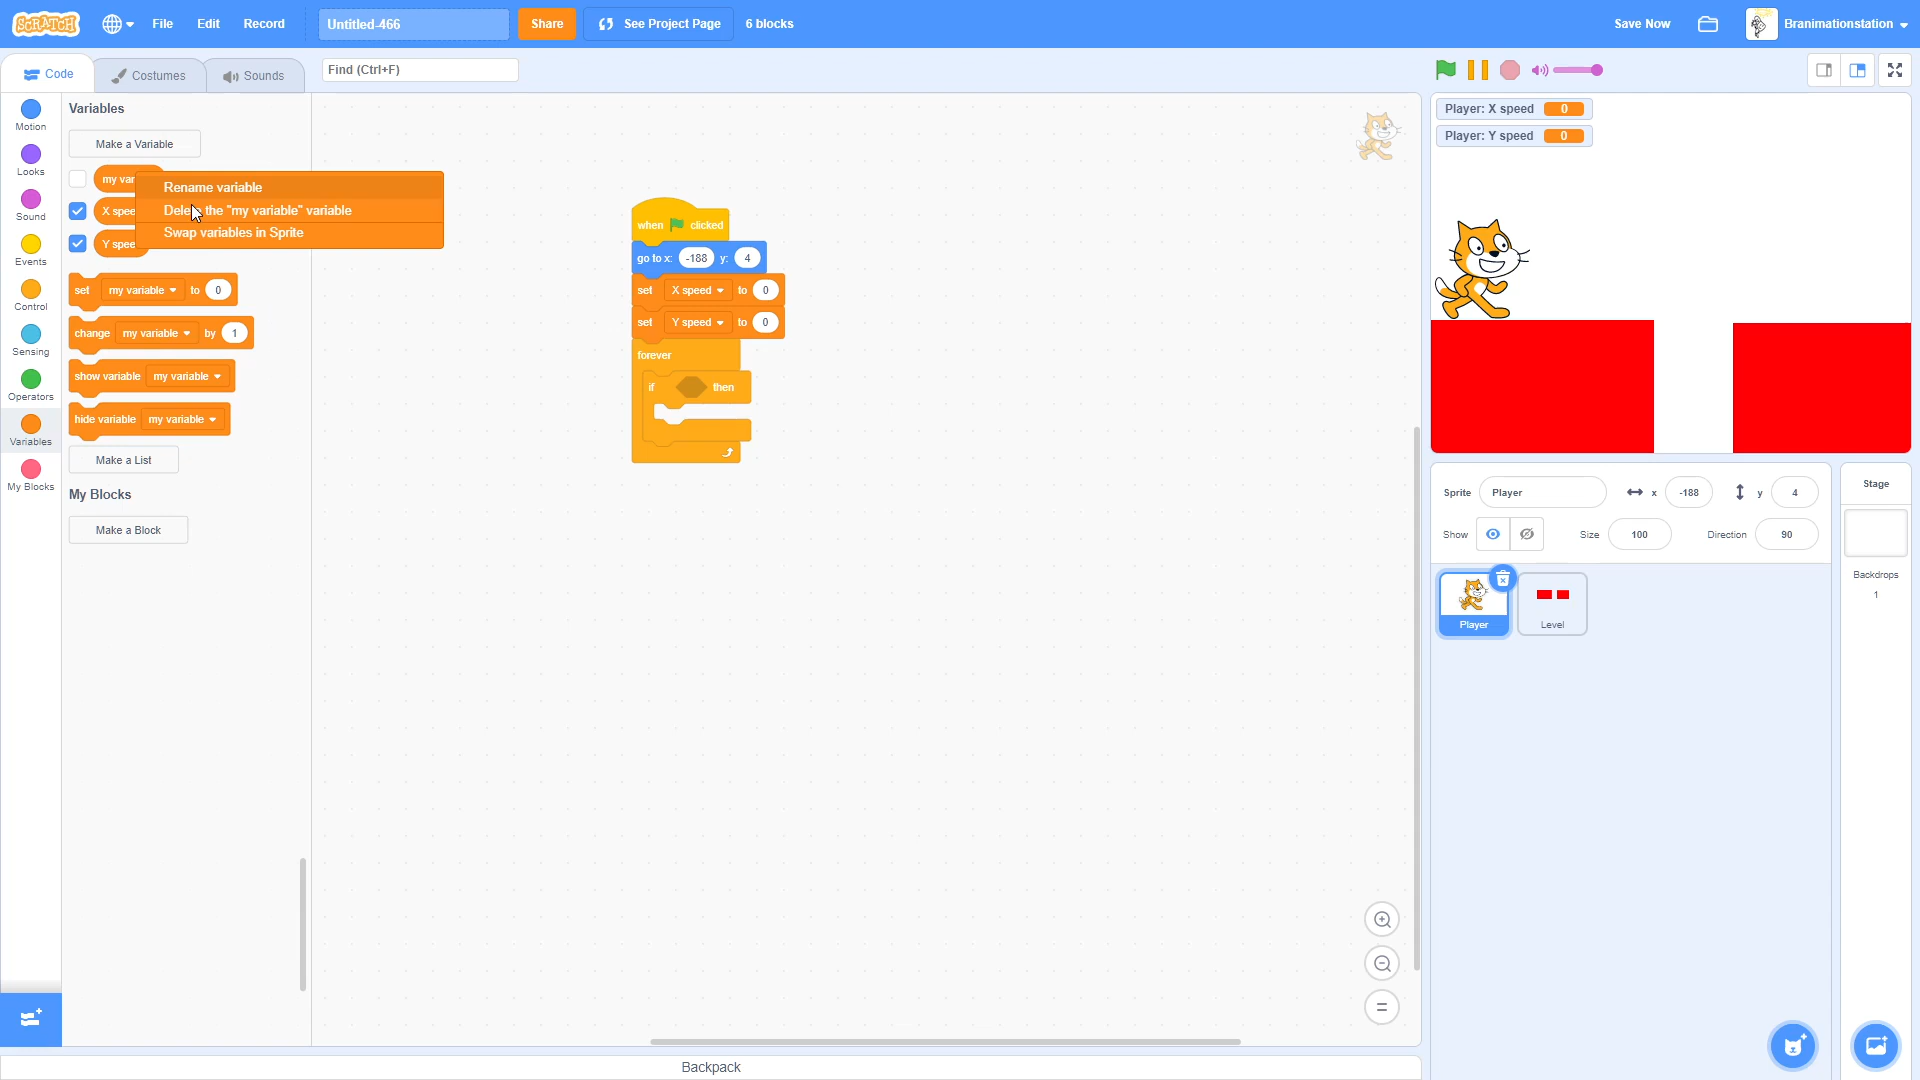 SCRATCH
File
Edit
Record
Untitled-466
Share
See Project Page
6 blocks
Save Now
Branimationstation
Code
Costumes
Sounds
Find (Ctrl+F)
Motion
Looks
Sound
Events
Control
Sensing
Operators
Variables
My Blocks
Variables
Make a Variable
my var
X spee
Y spee
Rename variable
Delete the "my variable" variable
Swap variables in Sprite
set my variable to 0
change my variable by 1
show variable my variable
hide variable my variable
Make a List
My Blocks
Make a Block
when clicked
go to x: -188 y: 4
set X speed to 0
set Y speed to 0
forever
if then
Player: X speed 0
Player: Y speed 0
Sprite Player x -188 y 4
Show Size 100 Direction 90
Player
Level
Stage
Backdrops
1
Backpack